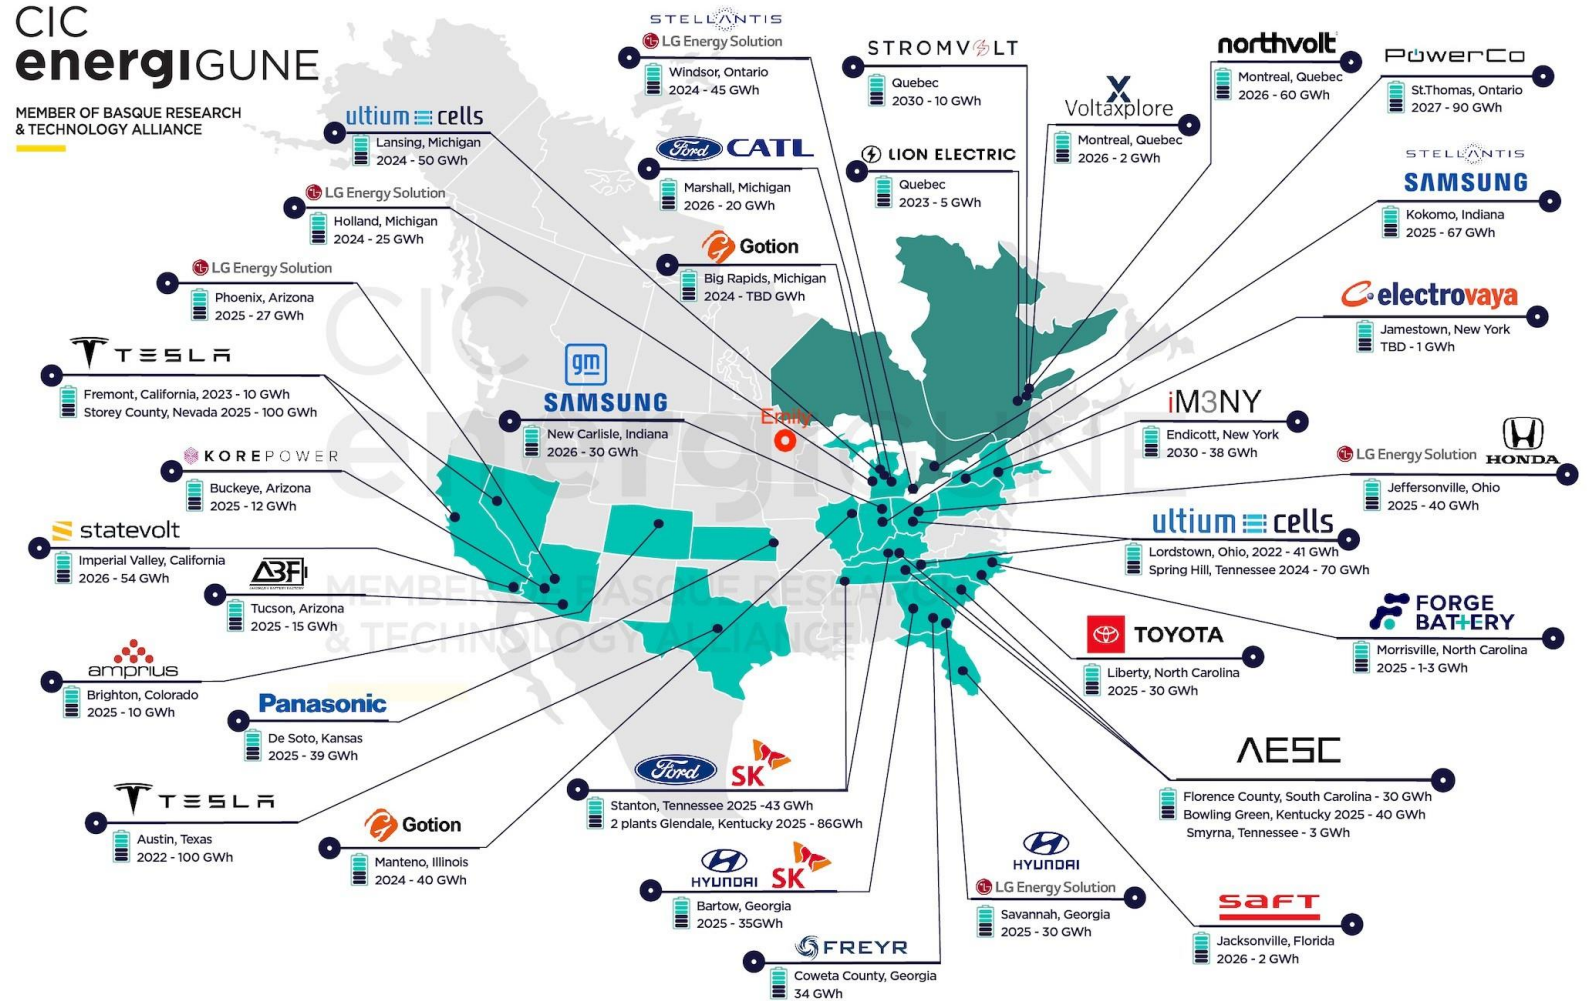 CIC
energiGUNE
MEMBER OF BASQUE RESEARCH
& TECHNOLOGY ALLIANCE
STELLANTIS
LG Energy Solution
Windsor, Ontario
2024 - 45 GWh
STROMVOLT
Quebec
2030 - 10 GWh
northvolt
Montreal, Quebec
2026 - 60 GWh
PowerCo
St.Thomas, Ontario
2027 - 90 GWh
Voltaxplore
Montreal, Quebec
2026 - 2 GWh
ultium cells
Lansing, Michigan
2024 - 50 GWh
Ford CATL
Marshall, Michigan
2026 - 20 GWh
LION ELECTRIC
Quebec
2023 - 5 GWh
STELLANTIS
SAMSUNG
Kokomo, Indiana
2025 - 67 GWh
LG Energy Solution
Holland, Michigan
2024 - 25 GWh
Gotion
Big Rapids, Michigan
2024 - TBD GWh
LG Energy Solution
Phoenix, Arizona
2025 - 27 GWh
electrovaya
Jamestown, New York
TBD - 1 GWh
TESLA
Fremont, California, 2023 - 10 GWh
Storey County, Nevada 2025 - 100 GWh
gm
SAMSUNG
New Carlisle, Indiana
2026 - 30 GWh
Emily
iM3NY
Endicott, New York
2030 - 38 GWh
LG Energy Solution HONDA
Jeffersonville, Ohio
2025 - 40 GWh
KOREPOWER
Buckeye, Arizona
2025 - 12 GWh
statevolt
Imperial Valley, California
2026 - 54 GWh
ultium cells
Lordstown, Ohio, 2022 - 41 GWh
Spring Hill, Tennessee 2024 - 70 GWh
ABF
Tucson, Arizona
2025 - 15 GWh
FORGE
BATTERY
Morrisville, North Carolina
2025 - 1-3 GWh
TOYOTA
Liberty, North Carolina
2025 - 30 GWh
amprius
Brighton, Colorado
2025 - 10 GWh
Panasonic
De Soto, Kansas
2025 - 39 GWh
AESC
Florence County, South Carolina - 30 GWh
Bowling Green, Kentucky 2025 - 40 GWh
Smyrna, Tennessee - 3 GWh
Ford SK
Stanton, Tennessee 2025 -43 GWh
2 plants Glendale, Kentucky 2025 - 86GWh
TESLA
Austin, Texas
2022 - 100 GWh
Gotion
Manteno, Illinois
2024 - 40 GWh
HYUNDAI SK
Bartow, Georgia
2025 - 35GWh
HYUNDAI
LG Energy Solution
Savannah, Georgia
2025 - 30 GWh
saft
Jacksonville, Florida
2026 - 2 GWh
FREYR
Coweta County, Georgia
34 GWh
CIC
energiGUNE
MEMBER OF BASQUE RESEARCH
& TECHNOLOGY ALLIANCE